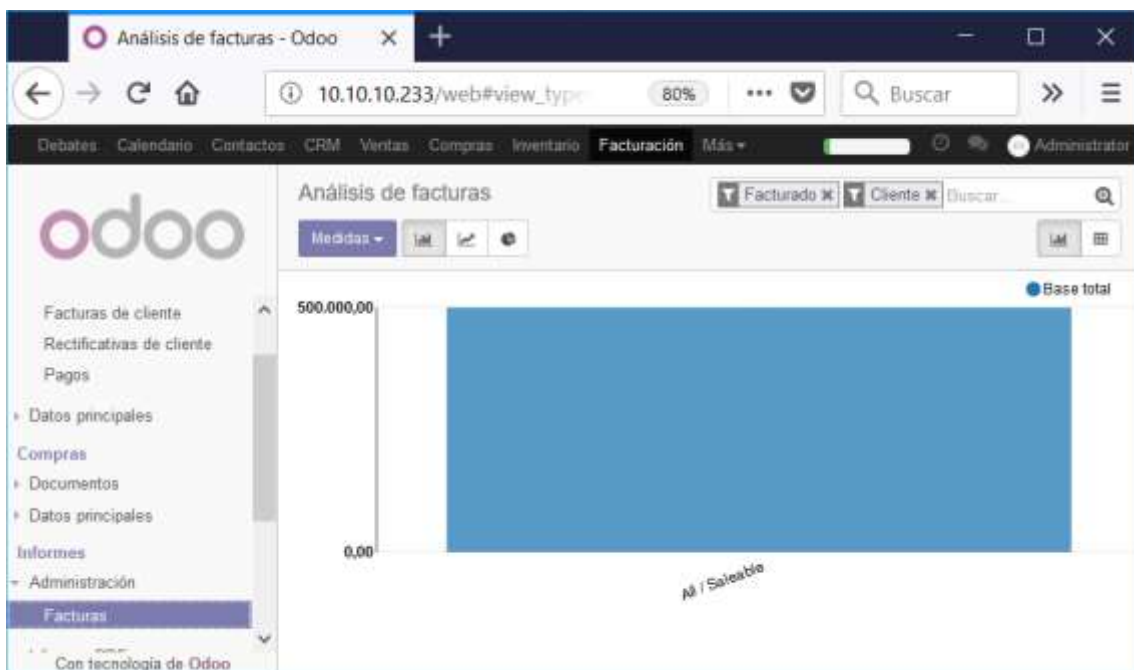 Análisis de facturas - Odoo
10.10.10.233/web#view_type
80%
Buscar
Debates Calendario Contactos CRM Ventas Compras Inventario Facturación Más Administrator
odoo
Análisis de facturas
Facturado Cliente Buscar...
Medidas
Facturas de cliente
Rectificativas de cliente
Pagos
Datos principales
Compras
Documentos
Datos principales
Informes
Administración
Facturas
Con tecnología de Odoo
Base total
500.000,00
0,00
All / Saleable